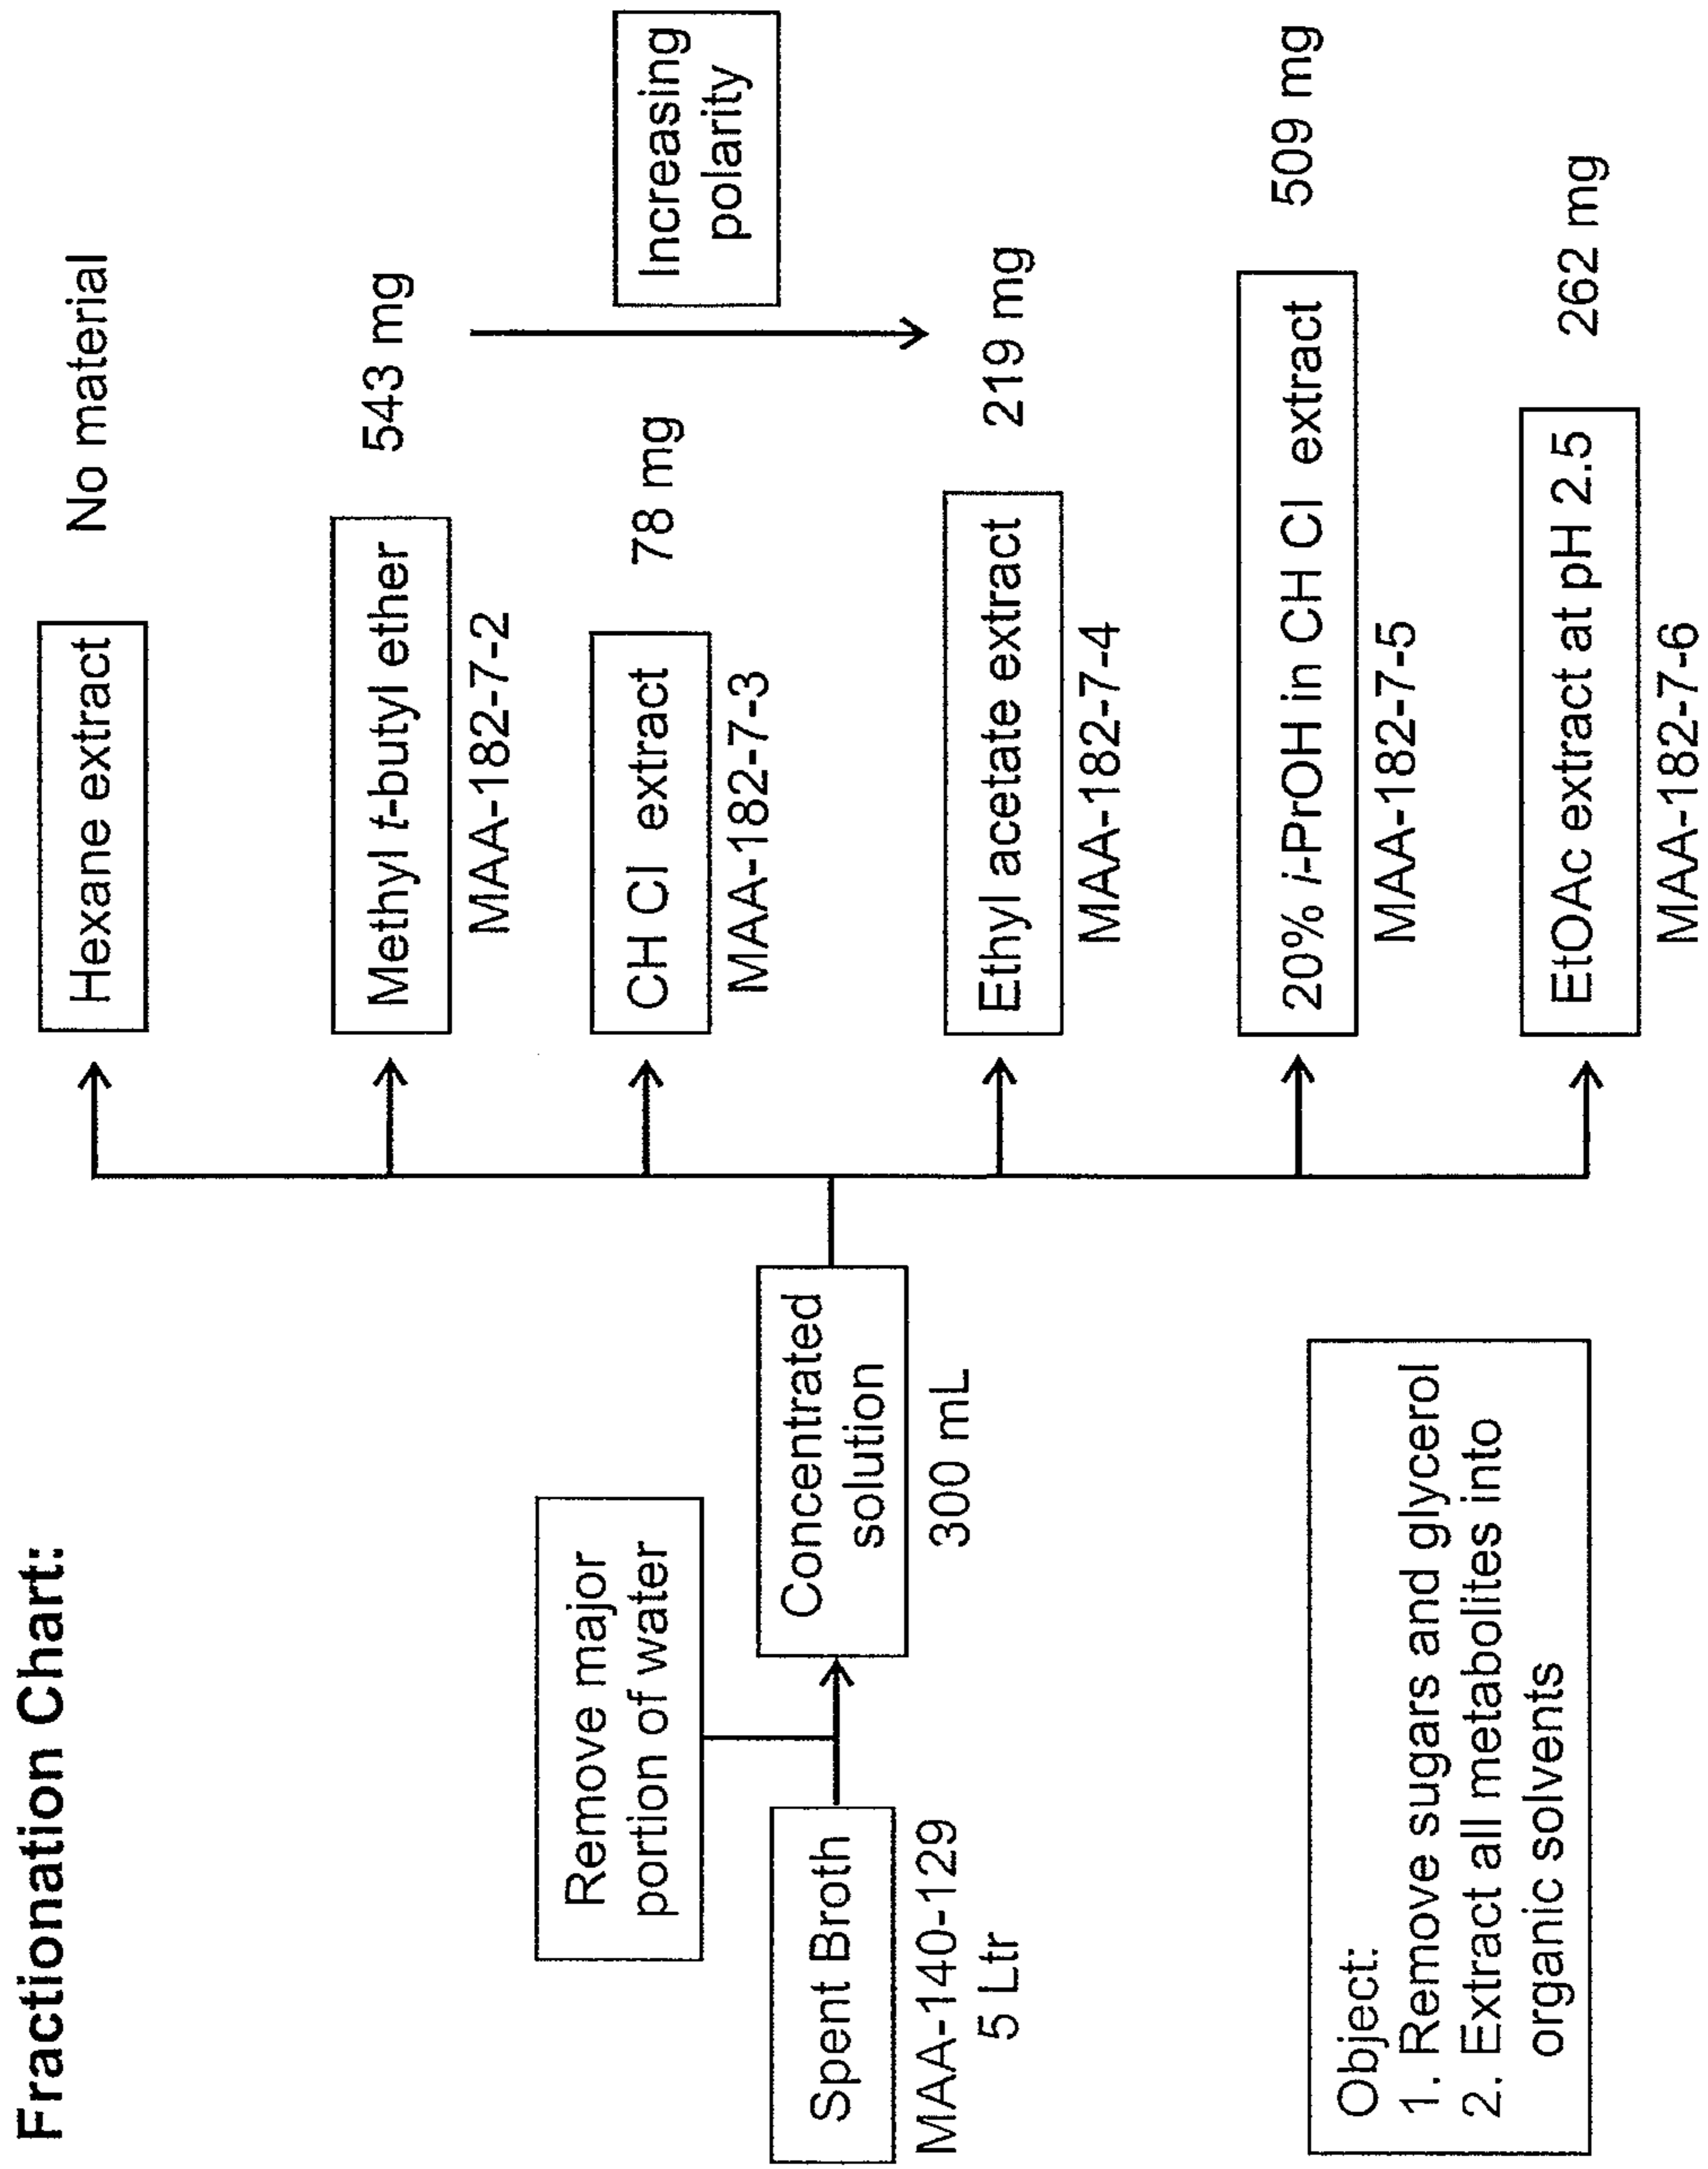 Fractionation Chart:
Remove major
portion of water
Spent Broth
MAA-140-129
5 Ltr
Concentrated
solution
300 mL
Hexane extract
No material
Methyl t-butyl ether
543 mg
MAA-182-7-2
CH Cl extract
78 mg
MAA-182-7-3
Increasing
polarity
Ethyl acetate extract
219 mg
MAA-182-7-4
20% i-PrOH in CH Cl extract
509 mg
MAA-182-7-5
EtOAc extract at pH 2.5
262 mg
MAA-182-7-6
Object:
1. Remove sugars and glycerol
2. Extract all metabolites into
organic solvents